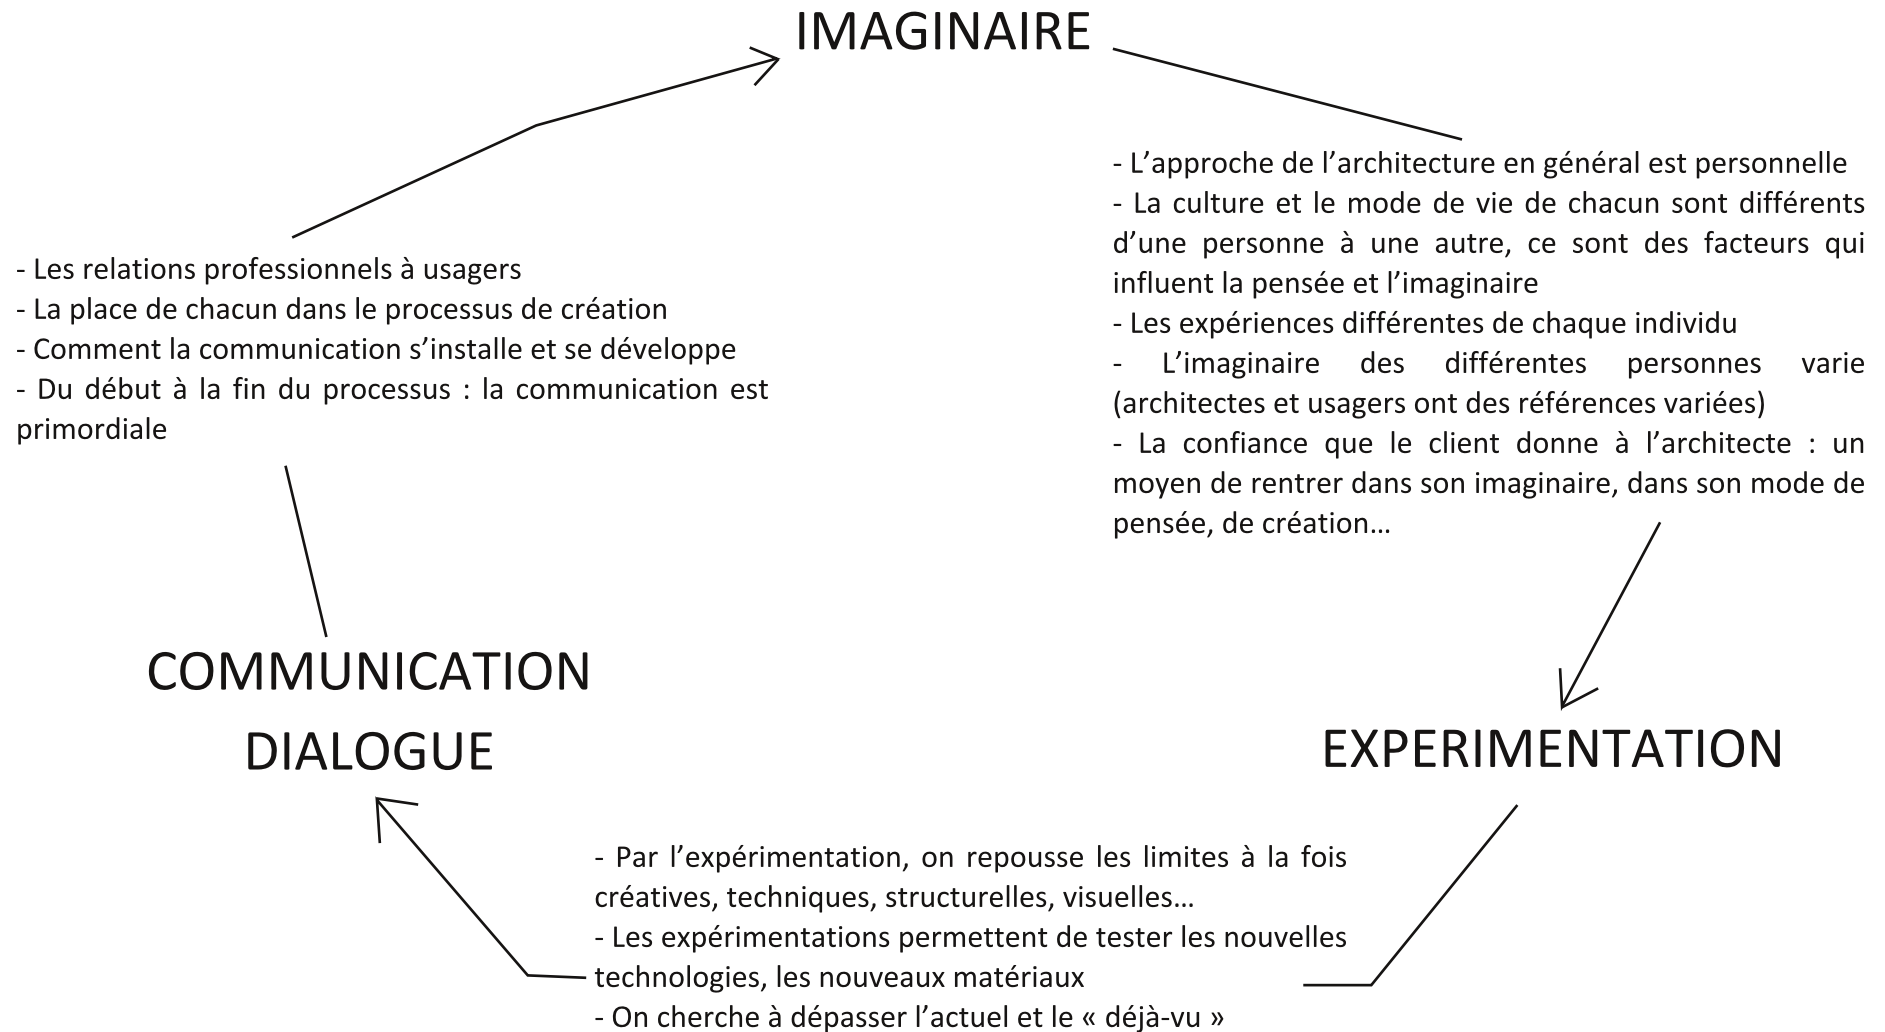 IMAGINAIRE
- L’approche de l’architecture en général est personnelle
- La culture et le mode de vie de chacun sont différents
d’une personne à une autre, ce sont des facteurs qui
influent la pensée et l’imaginaire
- Les expériences différentes de chaque individu
- L’imaginaire des différentes personnes varie
(architectes et usagers ont des références variées)
- La confiance que le client donne à l’architecte : un
moyen de rentrer dans son imaginaire, dans son mode de
pensée, de création…
EXPERIMENTATION
- Par l’expérimentation, on repousse les limites à la fois
créatives, techniques, structurelles, visuelles…
- Les expérimentations permettent de tester les nouvelles
technologies, les nouveaux matériaux
- On cherche à dépasser l’actuel et le « déjà-vu »
COMMUNICATION
DIALOGUE
- Les relations professionnels à usagers
- La place de chacun dans le processus de création
- Comment la communication s’installe et se développe
- Du début à la fin du processus : la communication est
primordiale